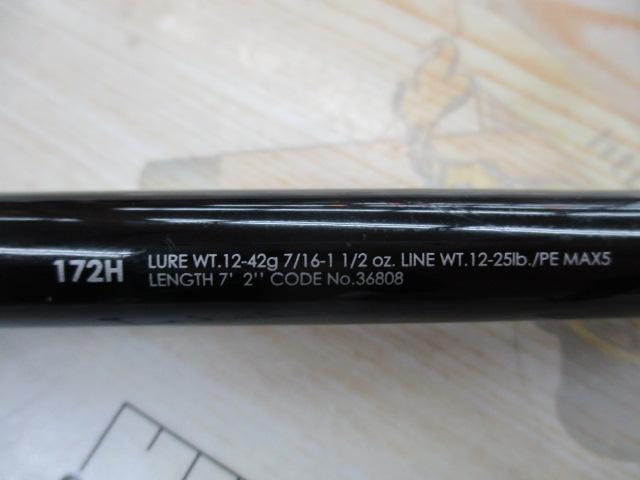 172H LURE WT.12-42g 7/16-1 1/2 oz. LINE WT.12-25lb./PE MAX5
LENGTH 7' 2'' CODE No.36808